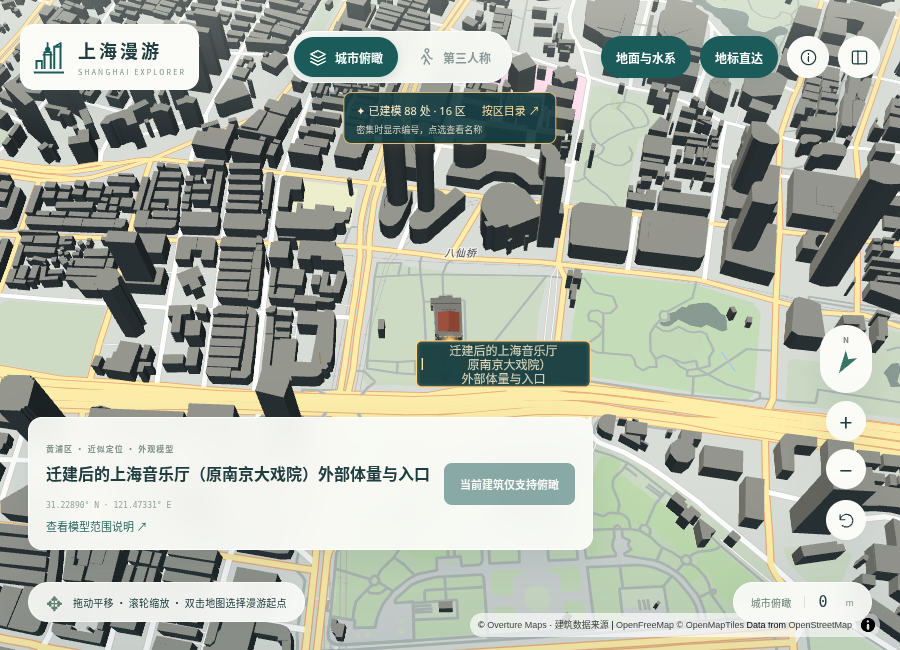 上海漫游
SHANGHAI EXPLORER
城市俯瞰
第三人称
地面与水系
地标直达
✦ 已建模 88 处 · 16 区 按区目录 ↗
密集时显示编号，点选查看名称
八仙桥
迁建后的上海音乐厅
原南京大戏院）
外部体量与入口
N
黄浦区 · 近似定位 · 外观模型
迁建后的上海音乐厅（原南京大戏院）外部体量与入口
31.22890° N · 121.47331° E
查看模型范围说明 ↗
当前建筑仅支持俯瞰
拖动平移 · 滚轮缩放 · 双击地图选择漫游起点
城市俯瞰 0 m
© Overture Maps · 建筑数据来源 | OpenFreeMap © OpenMapTiles Data from OpenStreetMap